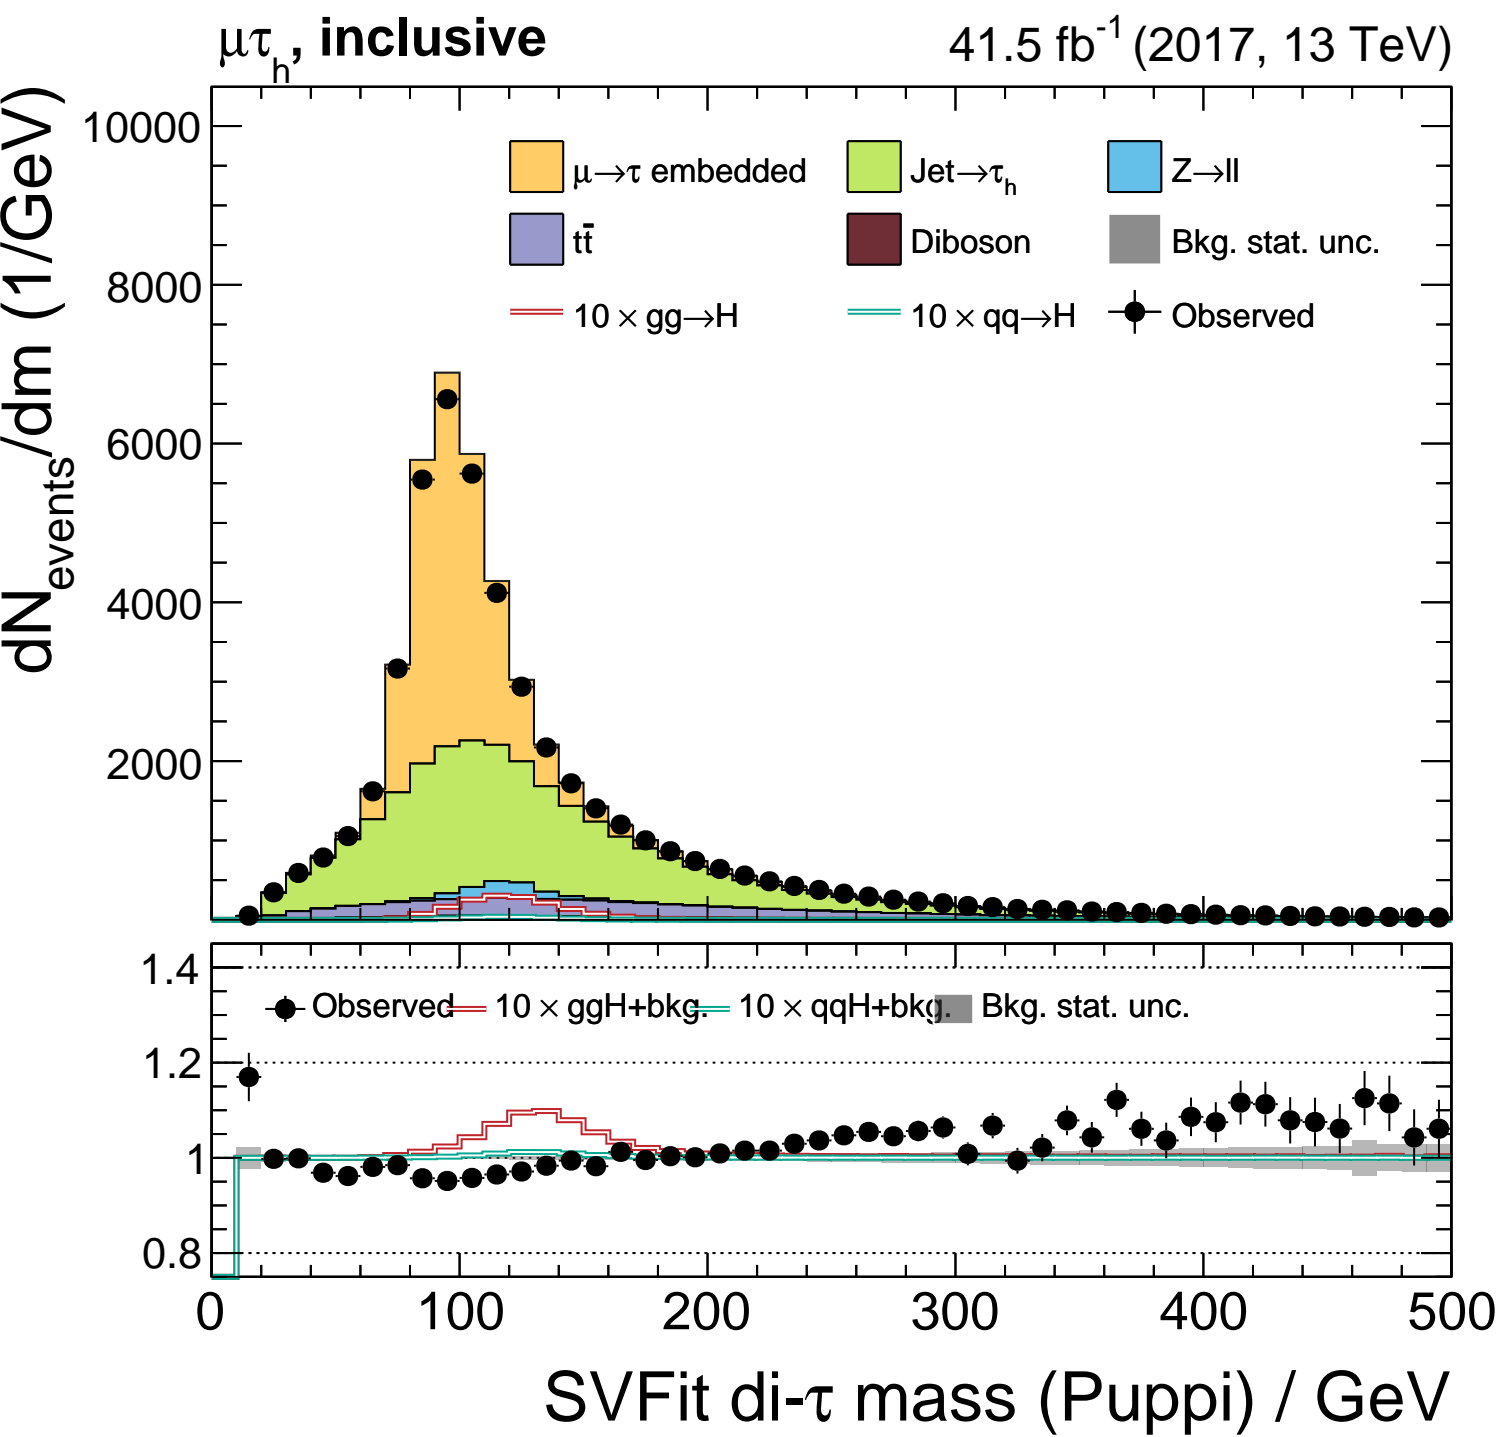 μτh, inclusive 41.5 fb-1 (2017, 13 TeV)
dNevents/dm (1/GeV)
10000
8000
6000
4000
2000
μ→τ embedded Jet→τh Z→ll
tt̄ Diboson Bkg. stat. unc.
10 × gg→H 10 × qq→H Observed
1.4
1.2
1
0.8
Observed 10 × ggH+bkg. 10 × qqH+bkg. Bkg. stat. unc.
0 100 200 300 400 500
SVFit di-τ mass (Puppi) / GeV